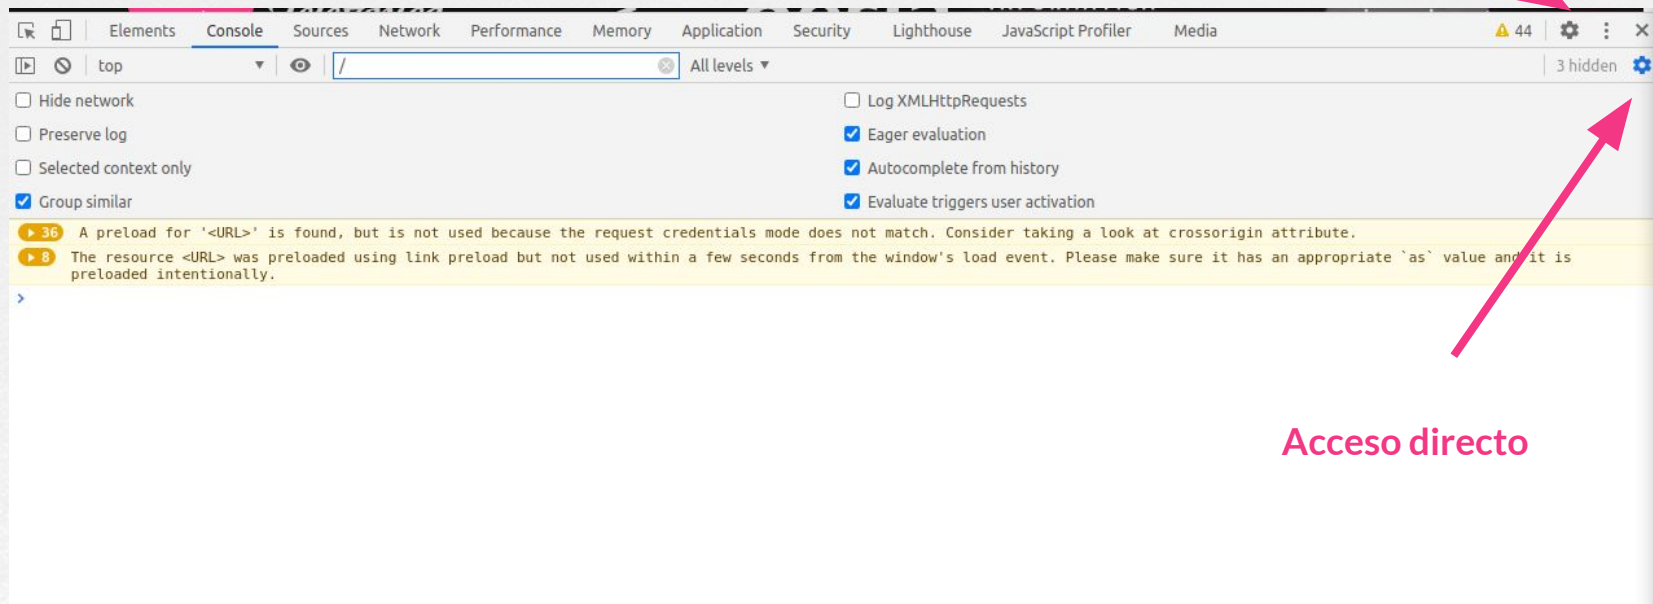 Elements Console Sources Network Performance Memory Application Security Lighthouse JavaScript Profiler Media 44
top ▼ / All levels ▼ 3 hidden
Hide network Log XMLHttpRequests
Preserve log Eager evaluation
Selected context only Autocomplete from history
Group similar Evaluate triggers user activation
36 A preload for '<URL>' is found, but is not used because the request credentials mode does not match. Consider taking a look at crossorigin attribute.
8 The resource <URL> was preloaded using link preload but not used within a few seconds from the window's load event. Please make sure it has an appropriate `as` value and it is
preloaded intentionally.
>
Acceso directo